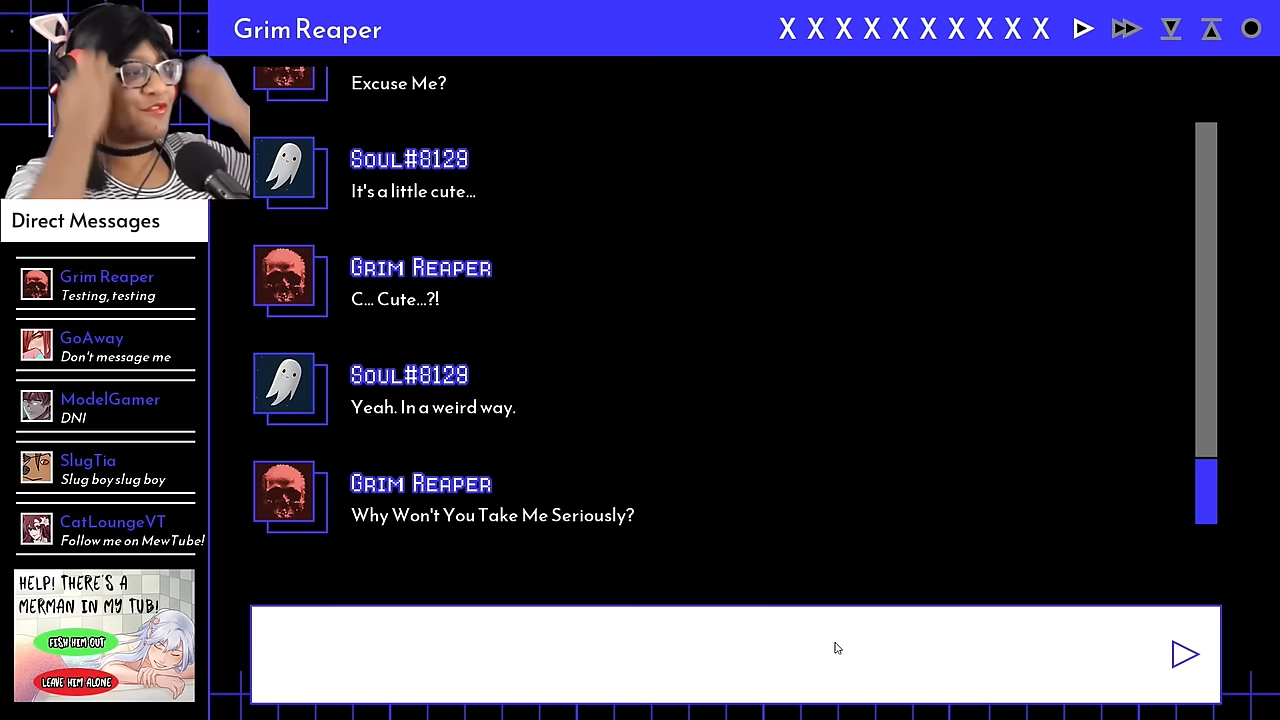 Grim Reaper
X X X X X X X X X X
Excuse Me?
Soul#8129
It's a little cute...
Grim Reaper
C... Cute...?!
Soul#8129
Yeah. In a weird way.
Grim Reaper
Why Won't You Take Me Seriously?
Direct Messages
Grim Reaper
Testing, testing
GoAway
Don't message me
ModelGamer
DNI
SlugTia
Slug boy slug boy
CatLoungeVT
Follow me on MewTube!
HELP! THERE'S A
MERMAN IN MY TUB!
FISH HIM OUT
LEAVE HIM ALONE